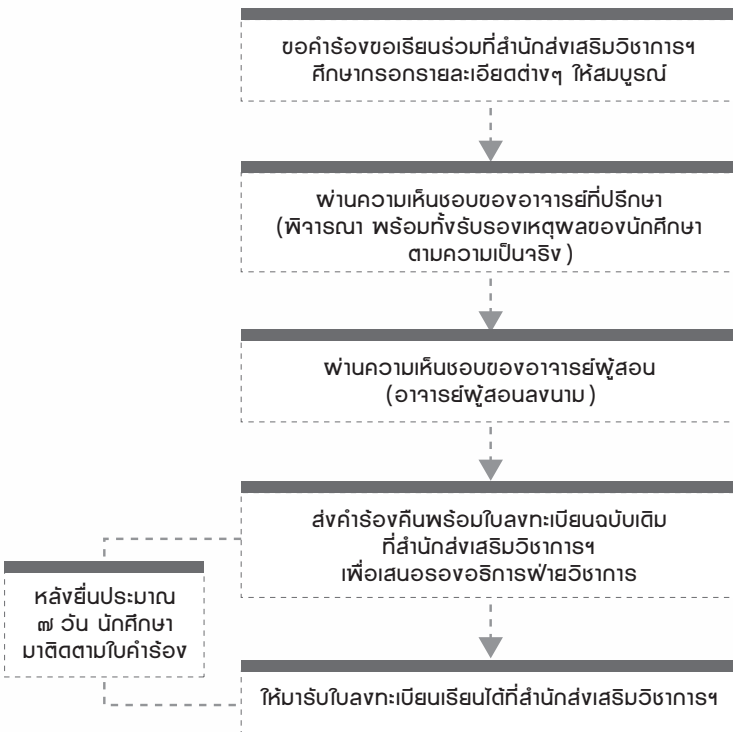 ขอคำร้องขอเรียนร่วมที่สำนักส่งเสริมวิชาการฯ
ศึกษากรอกรายละเอียดต่างๆ ให้สมบูรณ์
ผ่านความเห็นชอบของอาจารย์ที่ปรึกษา
(พิจารณา พร้อมทั้งรับรองเหตุผลของนักศึกษา
ตามความเป็นจริง)
ผ่านความเห็นชอบของอาจารย์ผู้สอน
(อาจารย์ผู้สอนลงนาม)
ส่งคำร้องคืนพร้อมใบลงทะเบียนฉบับเดิม
ที่สำนักส่งเสริมวิชาการฯ
เพื่อเสนอรองอธิการฝ่ายวิชาการ
หลังยื่นประมาณ
๗ วัน นักศึกษา
มาติดตามใบคำร้อง
ให้มารับใบลงทะเบียนเรียนได้ที่สำนักส่งเสริมวิชาการฯ